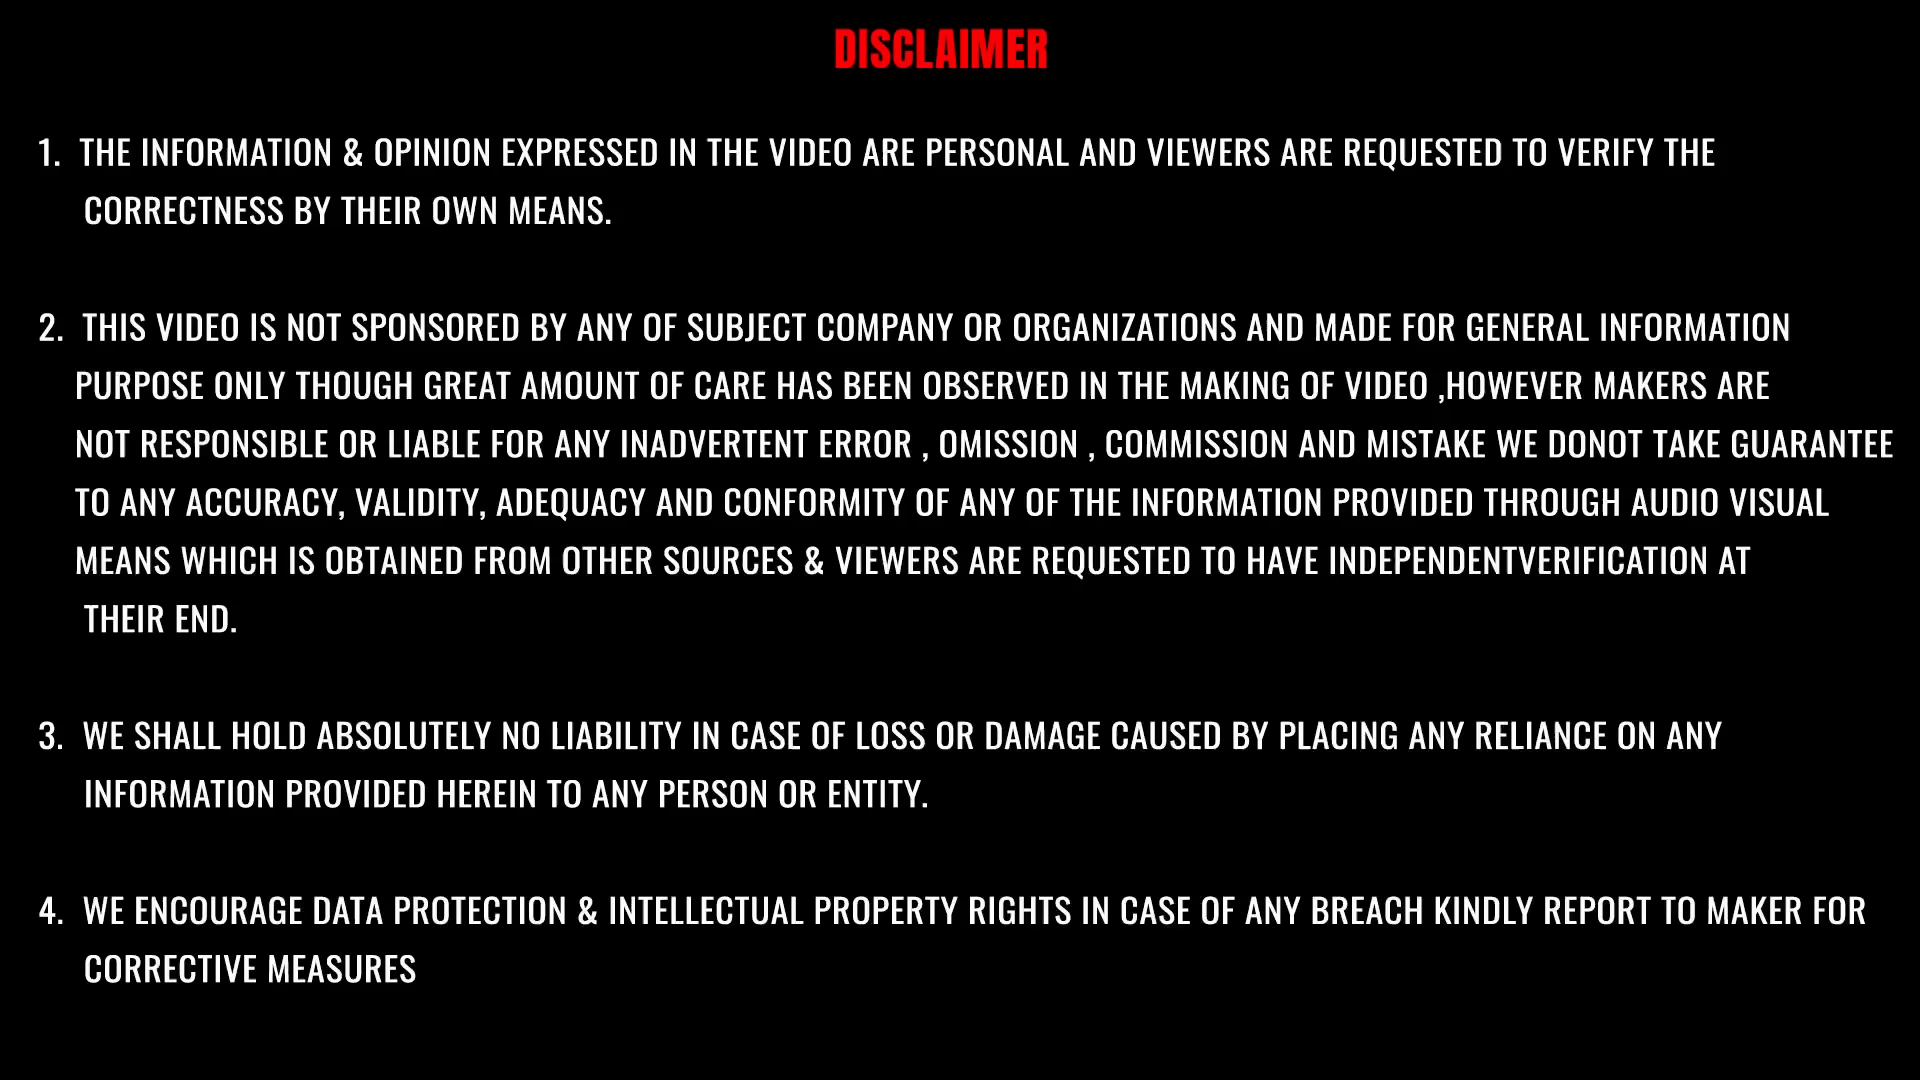 DISCLAIMER
1. THE INFORMATION & OPINION EXPRESSED IN THE VIDEO ARE PERSONAL AND VIEWERS ARE REQUESTED TO VERIFY THE
CORRECTNESS BY THEIR OWN MEANS.
2. THIS VIDEO IS NOT SPONSORED BY ANY OF SUBJECT COMPANY OR ORGANIZATIONS AND MADE FOR GENERAL INFORMATION
PURPOSE ONLY THOUGH GREAT AMOUNT OF CARE HAS BEEN OBSERVED IN THE MAKING OF VIDEO ,HOWEVER MAKERS ARE
NOT RESPONSIBLE OR LIABLE FOR ANY INADVERTENT ERROR , OMISSION , COMMISSION AND MISTAKE WE DONOT TAKE GUARANTEE
TO ANY ACCURACY, VALIDITY, ADEQUACY AND CONFORMITY OF ANY OF THE INFORMATION PROVIDED THROUGH AUDIO VISUAL
MEANS WHICH IS OBTAINED FROM OTHER SOURCES & VIEWERS ARE REQUESTED TO HAVE INDEPENDENTVERIFICATION AT
THEIR END.
3. WE SHALL HOLD ABSOLUTELY NO LIABILITY IN CASE OF LOSS OR DAMAGE CAUSED BY PLACING ANY RELIANCE ON ANY
INFORMATION PROVIDED HEREIN TO ANY PERSON OR ENTITY.
4. WE ENCOURAGE DATA PROTECTION & INTELLECTUAL PROPERTY RIGHTS IN CASE OF ANY BREACH KINDLY REPORT TO MAKER FOR
CORRECTIVE MEASURES